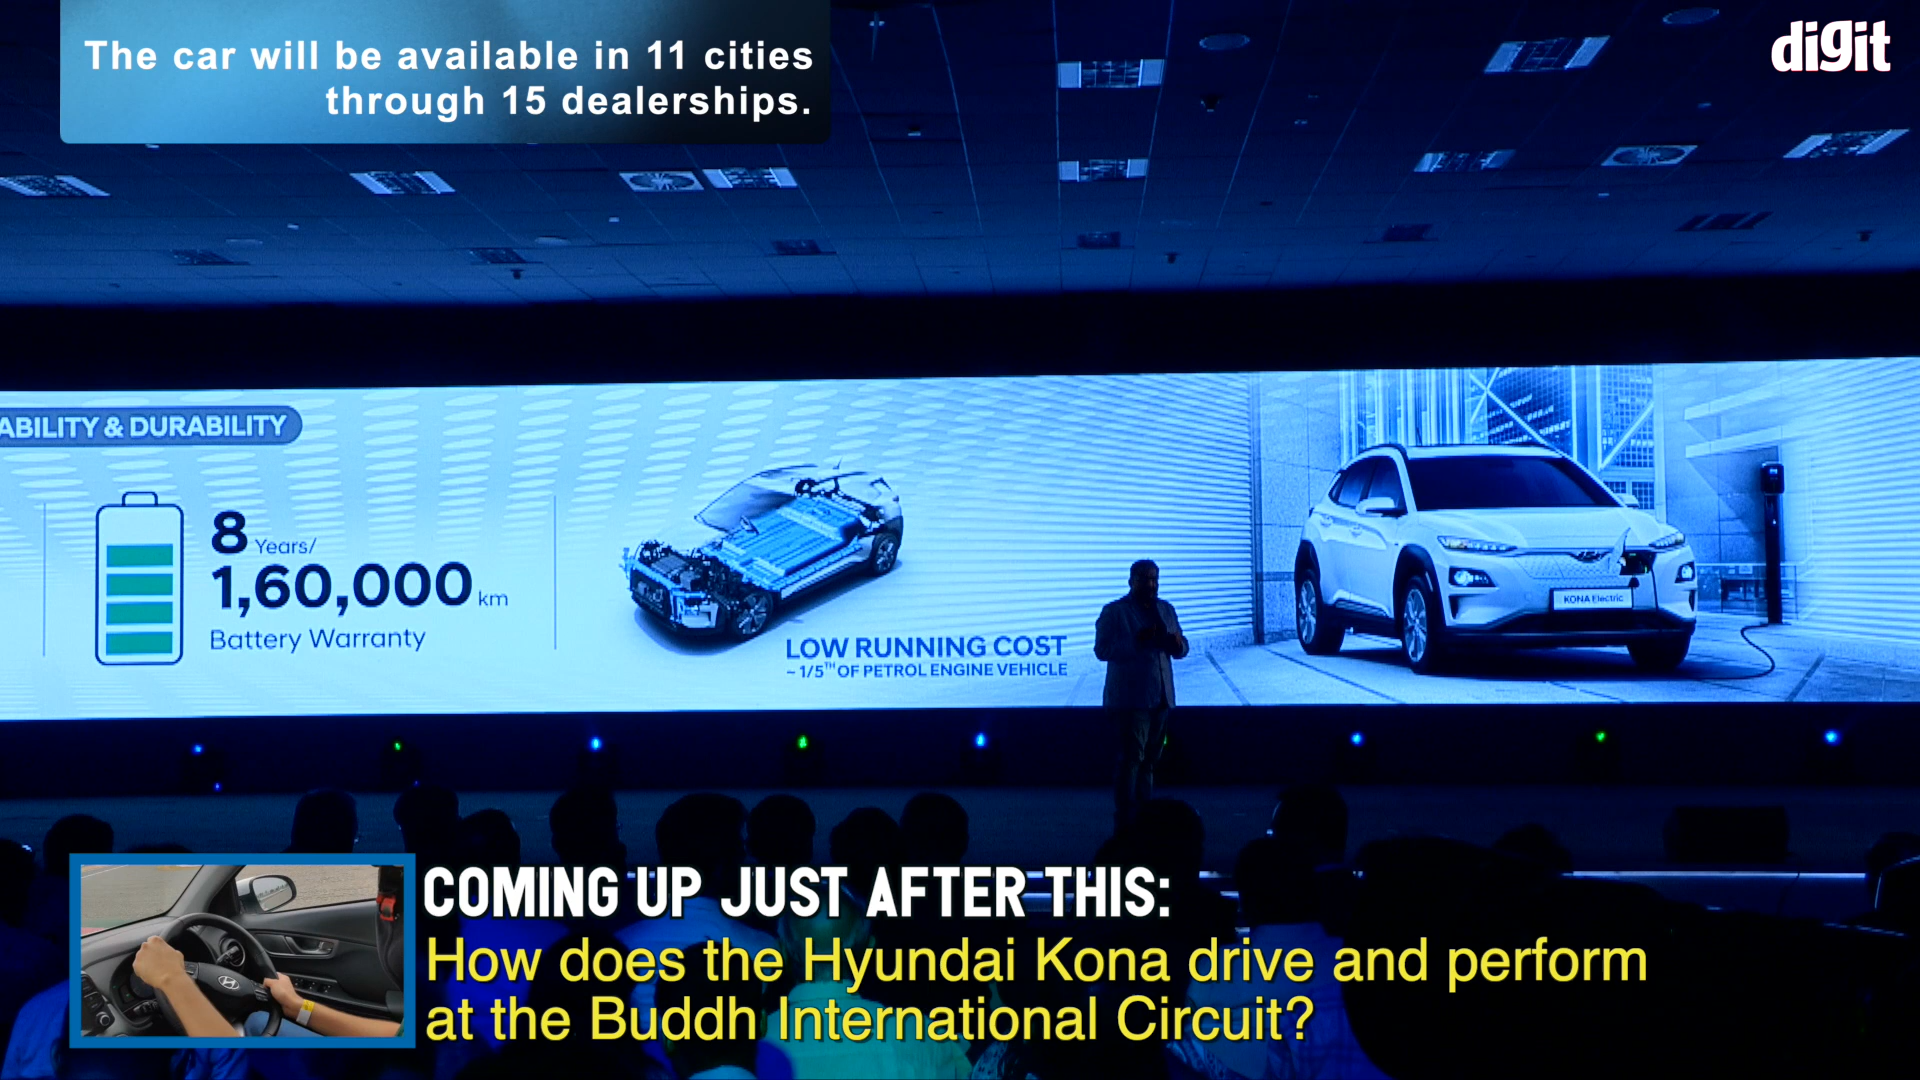 The car will be available in 11 cities
through 15 dealerships.
digit
ABILITY & DURABILITY
8 Years/
1,60,000 km
Battery Warranty
LOW RUNNING COST
~ 1/5TH OF PETROL ENGINE VEHICLE
KONA Electric
COMING UP JUST AFTER THIS:
How does the Hyundai Kona drive and perform
at the Buddh International Circuit?